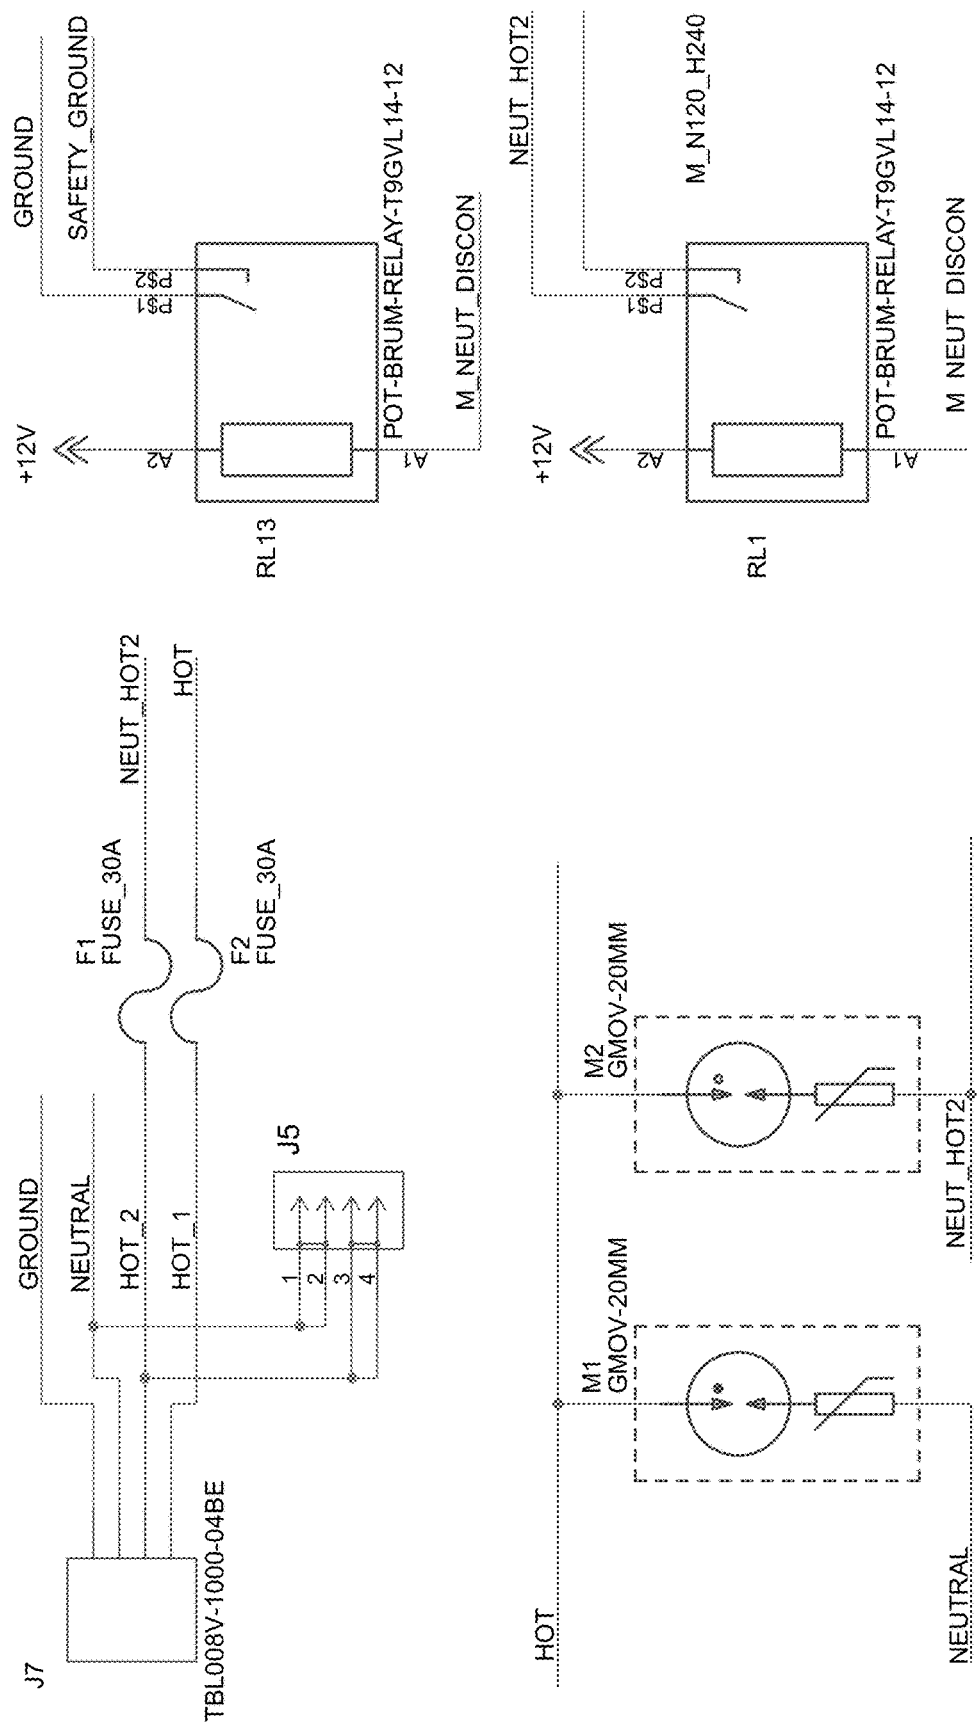 J7
TBL008V-1000-04BE
GROUND
NEUTRAL
HOT_2
HOT_1
F1
FUSE_30A
F2
FUSE_30A
NEUT_HOT2
HOT
J5
1
2
3
4
GROUND
SAFETY_GROUND
+12V
A2
P$1
P$2
RL13
A1
POT-BRUM-RELAY-T9GVL14-12
M_NEUT_DISCON
HOT
M1
GMOV-20MM
M2
GMOV-20MM
NEUTRAL
NEUT_HOT2
NEUT_HOT2
M_N120_H240
+12V
A2
P$1
P$2
RL1
A1
POT-BRUM-RELAY-T9GVL14-12
M NEUT DISCON